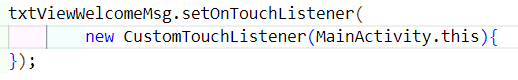 txtViewWelcomeMsg.setOnTouchListener(
        new CustomTouchListener(MainActivity.this){
});